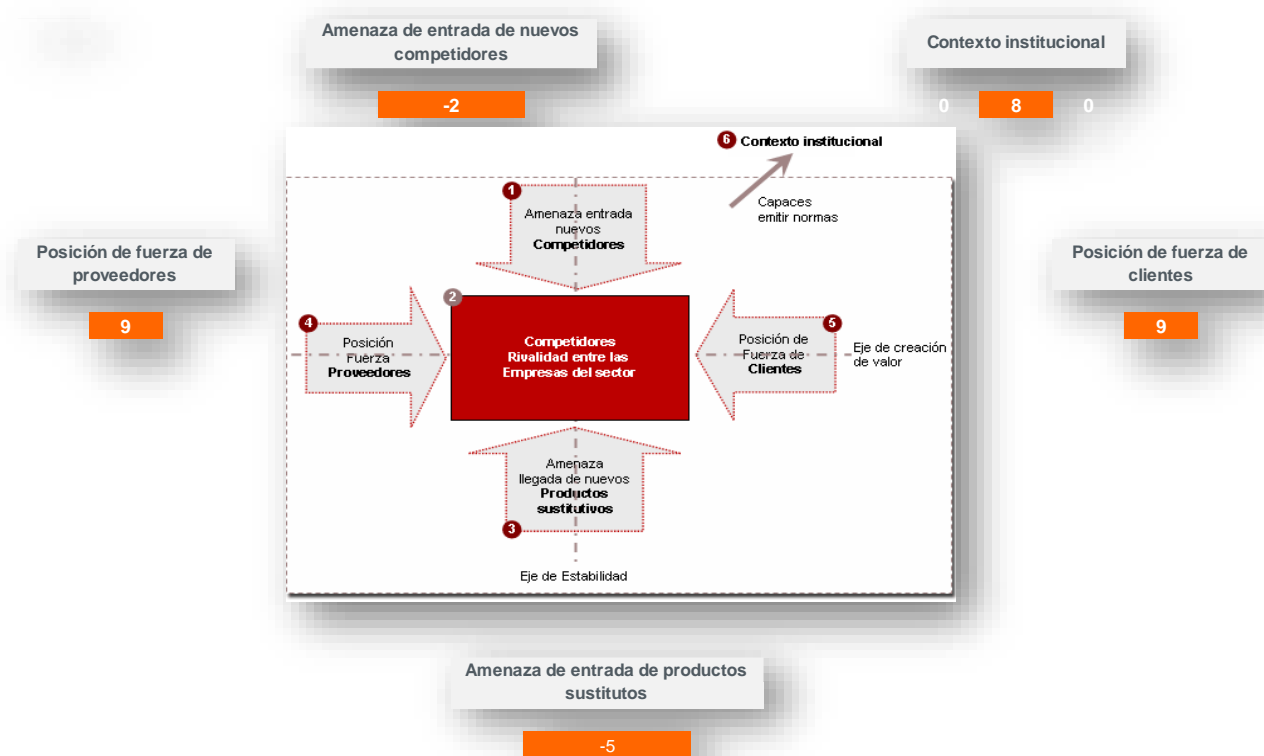 Amenaza de entrada de nuevos
competidores
-2
Contexto institucional
0 8 0
6 Contexto institucional
Capaces
emitir normas
1
Amenaza entrada
nuevos
Competidores
Posición de fuerza de
proveedores
9
Posición de fuerza de
clientes
9
2
Competidores
Rivalidad entre las
Empresas del sector
4
Posición
Fuerza
Proveedores
5
Posición de
Fuerza de
Clientes
Eje de creación
de valor
Amenaza
llegada de nuevos
Productos
sustitutivos
3
Eje de Estabilidad
Amenaza de entrada de productos
sustitutos
-5